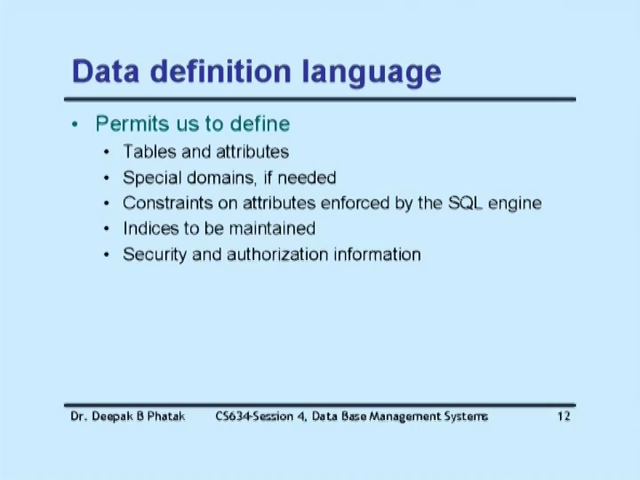 Data definition language
• Permits us to define
• Tables and attributes
• Special domains, if needed
• Constraints on attributes enforced by the SQL engine
• Indices to be maintained
• Security and authorization information
Dr. Deepak B Phatak CS634-Session 4, Data Base Management Systems 12